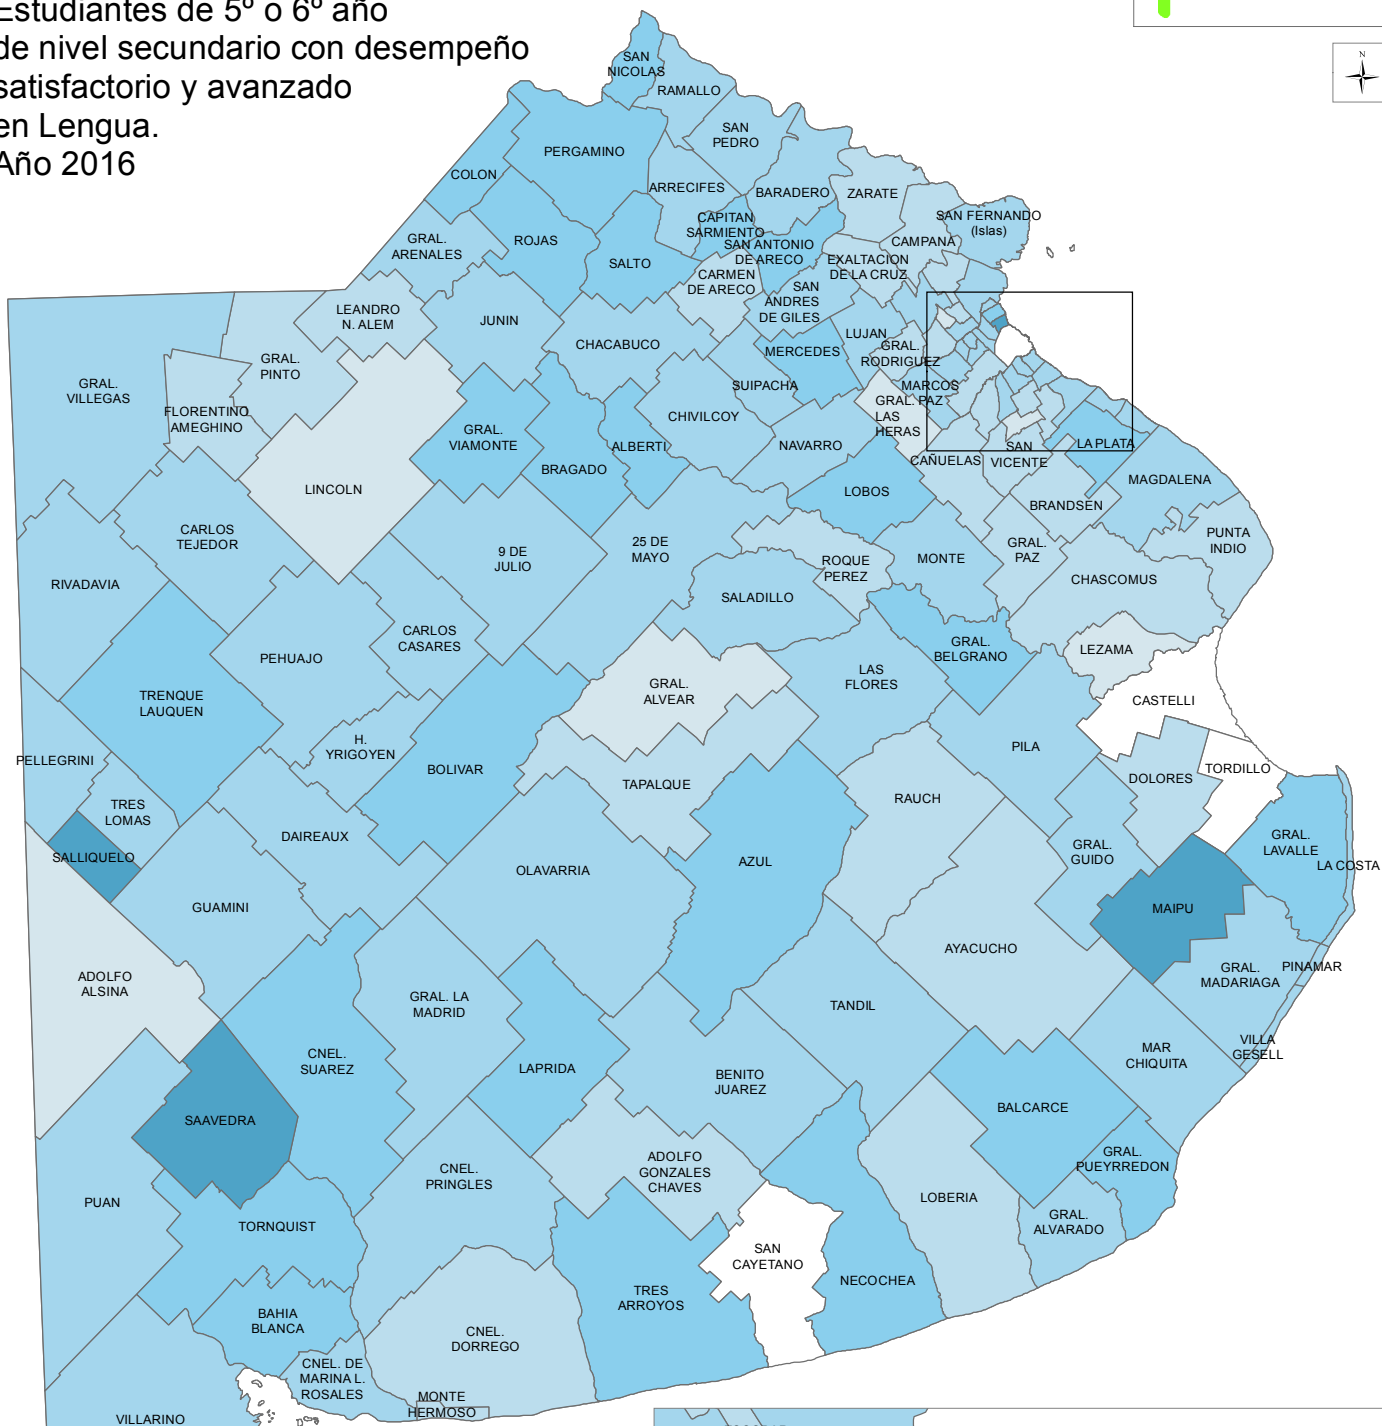 Estudiantes de 5º o 6º año
de nivel secundario con desempeño
satisfactorio y avanzado
en Lengua.
Año 2016
N
SAN
NICOLAS
RAMALLO
SAN
PEDRO
PERGAMINO
COLON
ARRECIFES
BARADERO
ZARATE
SAN FERNANDO
(Islas)
CAPITAN
SARMIENTO
GRAL.
ARENALES
ROJAS
SALTO
SAN ANTONIO
DE ARECO
CAMPANA
EXALTACION
DE LA CRUZ
CARMEN
DE ARECO
SAN
ANDRES
DE GILES
LEANDRO
N. ALEM
JUNIN
CHACABUCO
MERCEDES
LUJAN
GRAL.
RODRIGUEZ
GRAL.
PINTO
GRAL.
VILLEGAS
SUIPACHA
MARCOS
PAZ
GRAL.
LAS
HERAS
FLORENTINO
AMEGHINO
CHIVILCOY
GRAL.
VIAMONTE
BRAGADO
ALBERTI
NAVARRO
LA PLATA
SAN
VICENTE
CAÑUELAS
LINCOLN
LOBOS
MAGDALENA
BRANDSEN
CARLOS
TEJEDOR
9 DE
JULIO
25 DE
MAYO
PUNTA
INDIO
GRAL.
PAZ
ROQUE
PEREZ
MONTE
RIVADAVIA
CHASCOMUS
SALADILLO
CARLOS
CASARES
PEHUAJO
GRAL.
BELGRANO
LEZAMA
TRENQUE
LAUQUEN
GRAL.
ALVEAR
LAS
FLORES
CASTELLI
H.
YRIGOYEN
PILA
PELLEGRINI
BOLIVAR
TAPALQUE
DOLORES
TORDILLO
RAUCH
TRES
LOMAS
DAIREAUX
GRAL.
LAVALLE
GRAL.
GUIDO
SALLIQUELO
OLAVARRIA
AZUL
LA COSTA
GUAMINI
MAIPU
AYACUCHO
ADOLFO
ALSINA
GRAL.
MADARIAGA
PINAMAR
GRAL. LA
MADRID
TANDIL
VILLA
GESELL
MAR
CHIQUITA
CNEL.
SUAREZ
LAPRIDA
BENITO
JUAREZ
BALCARCE
SAAVEDRA
GRAL.
PUEYRREDON
ADOLFO
GONZALES
CHAVES
CNEL.
PRINGLES
PUAN
LOBERIA
TORNQUIST
GRAL.
ALVARADO
SAN
CAYETANO
NECOCHEA
TRES
ARROYOS
BAHIA
BLANCA
CNEL.
DORREGO
CNEL. DE
MARINA L.
ROSALES
MONTE
HERMOSO
VILLARINO